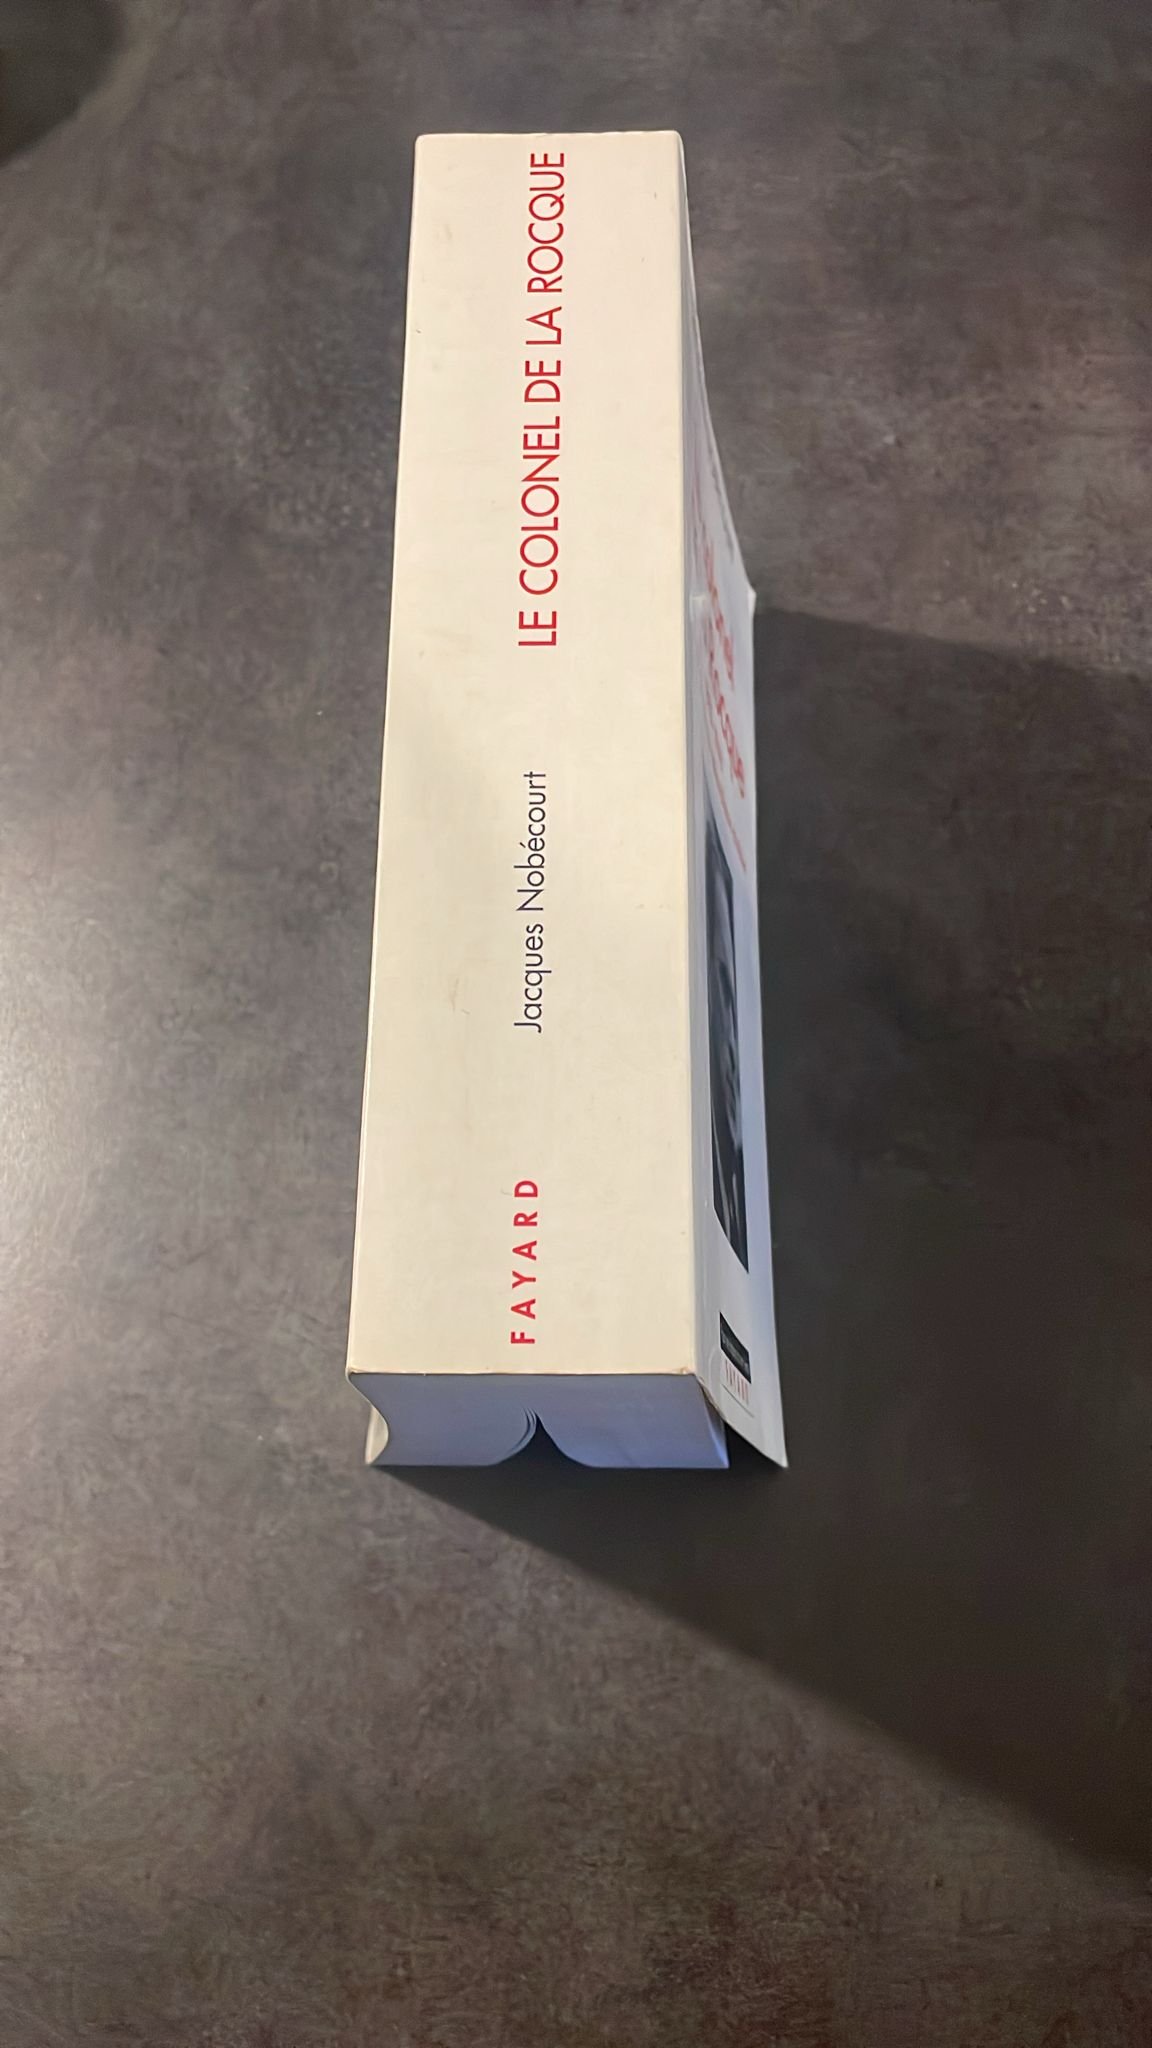 LE COLONEL DE LA ROCQUE
Jacques Nobécourt
FAYARD